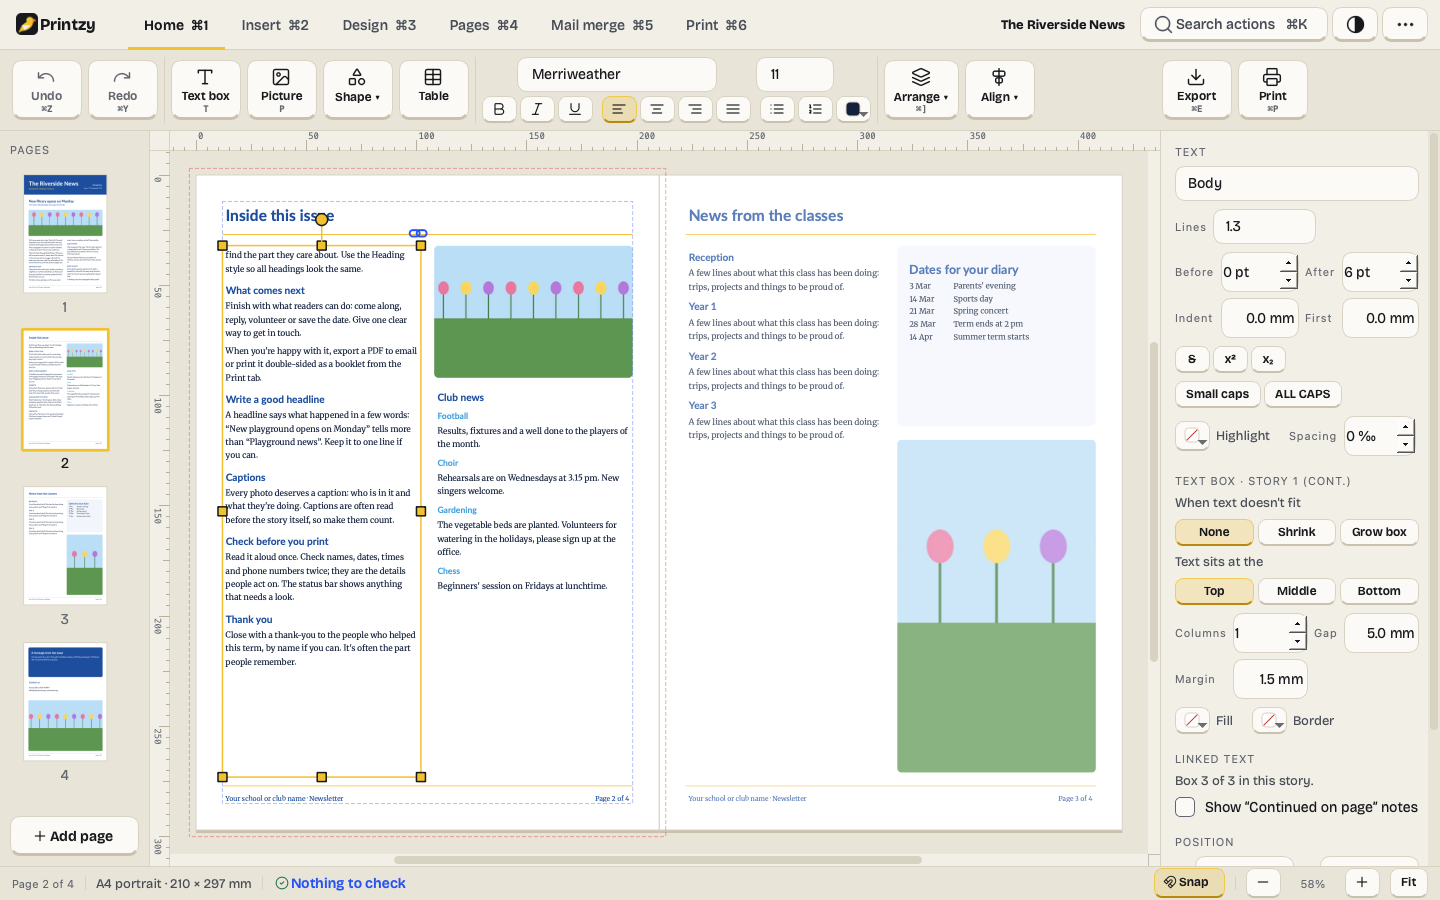 Printzy
Home ⌘1
Insert ⌘2
Design ⌘3
Pages ⌘4
Mail merge ⌘5
Print ⌘6
The Riverside News
Search actions ⌘K
Undo
⌘Z
Redo
⌘Y
Text box
T
Picture
P
Shape
Table
Merriweather
11
B
I
U
Arrange
⌘]
Align
Export
⌘E
Print
⌘P
PAGES
The Riverside News
New library opens on Monday
1
2
3
4
+ Add page
0 50 100 150 200 250 300 350 400
0
50
100
150
200
250
300
Inside this issue
find the part they care about. Use the Heading
style so all headings look the same.
What comes next
Finish with what readers can do: come along,
reply, volunteer or save the date. Give one clear
way to get in touch.
When you're happy with it, export a PDF to email
or print it double-sided as a booklet from the
Print tab.
Write a good headline
A headline says what happened in a few words:
“New playground opens on Monday” tells more
than “Playground news”. Keep it to one line if
you can.
Captions
Every photo deserves a caption: who is in it and
what they're doing. Captions are often read
before the story itself, so make them count.
Check before you print
Read it aloud once. Check names, dates, times
and phone numbers twice; they are the details
people act on. The status bar shows anything
that needs a look.
Thank you
Close with a thank-you to the people who helped
this term, by name if you can. It's often the part
people remember.
Club news
Football
Results, fixtures and a well done to the players of
the month.
Choir
Rehearsals are on Wednesdays at 3.15 pm. New
singers welcome.
Gardening
The vegetable beds are planted. Volunteers for
watering in the holidays, please sign up at the
office.
Chess
Beginners' session on Fridays at lunchtime.
Your school or club name · Newsletter
Page 2 of 4
News from the classes
Reception
A few lines about what this class has been doing:
trips, projects and things to be proud of.
Year 1
A few lines about what this class has been doing:
trips, projects and things to be proud of.
Year 2
A few lines about what this class has been doing:
trips, projects and things to be proud of.
Year 3
A few lines about what this class has been doing:
trips, projects and things to be proud of.
Dates for your diary
3 Mar Parents' evening
14 Mar Sports day
21 Mar Spring concert
28 Mar Term ends at 2 pm
14 Apr Summer term starts
Your school or club name · Newsletter
Page 3 of 4
TEXT
Body
Lines 1.3
Before 0 pt After 6 pt
Indent 0.0 mm First 0.0 mm
S x² x₂
Small caps ALL CAPS
Highlight Spacing 0 ‰
TEXT BOX · STORY 1 (CONT.)
When text doesn't fit
None Shrink Grow box
Text sits at the
Top Middle Bottom
Columns 1 Gap 5.0 mm
Margin 1.5 mm
Fill Border
LINKED TEXT
Box 3 of 3 in this story.
Show “Continued on page” notes
POSITION
Page 2 of 4
A4 portrait · 210 × 297 mm
Nothing to check
Snap
58%
Fit